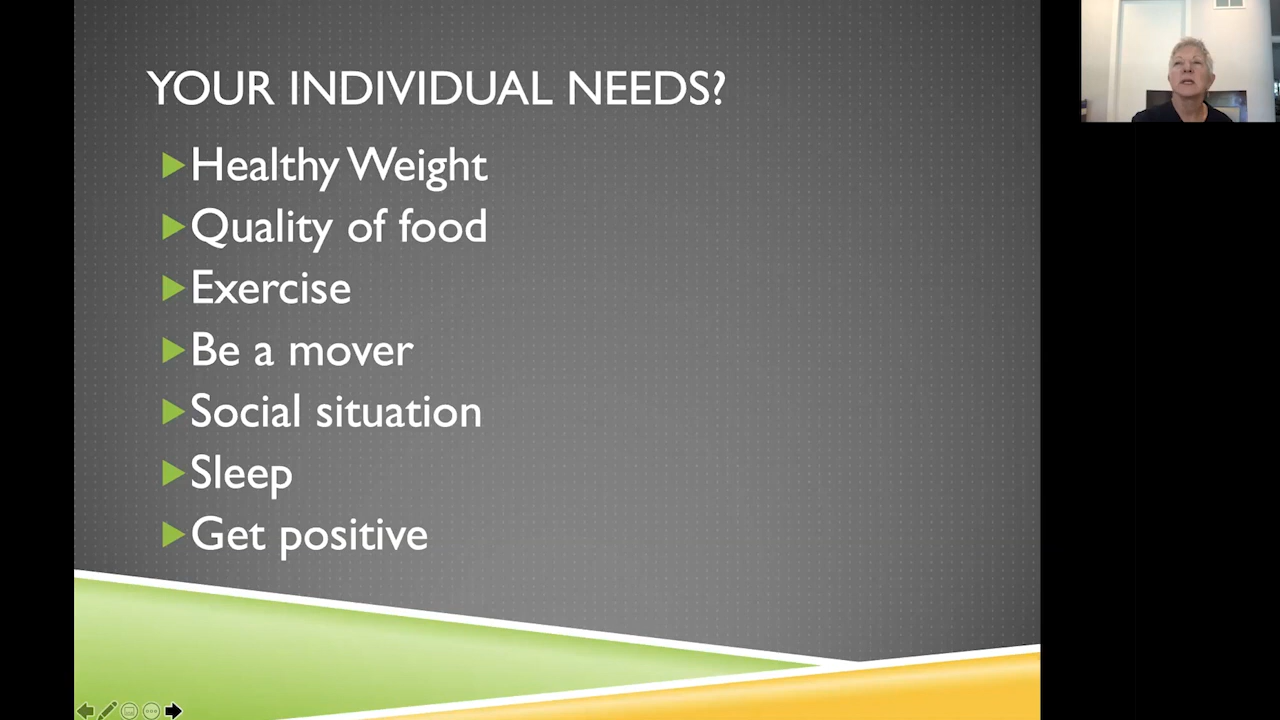 YOUR INDIVIDUAL NEEDS?
Healthy Weight
Quality of food
Exercise
Be a mover
Social situation
Sleep
Get positive